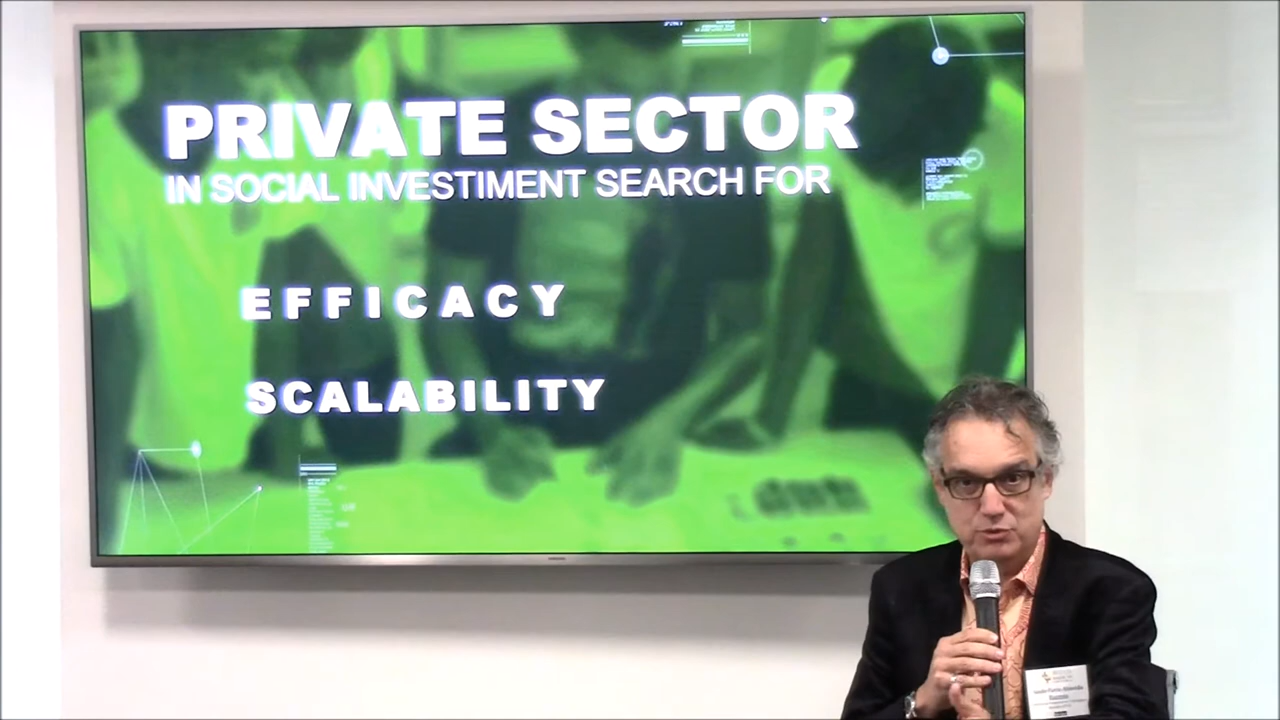 PRIVATE SECTOR
IN SOCIAL INVESTIMENT SEARCH FOR
EFFICACY
SCALABILITY